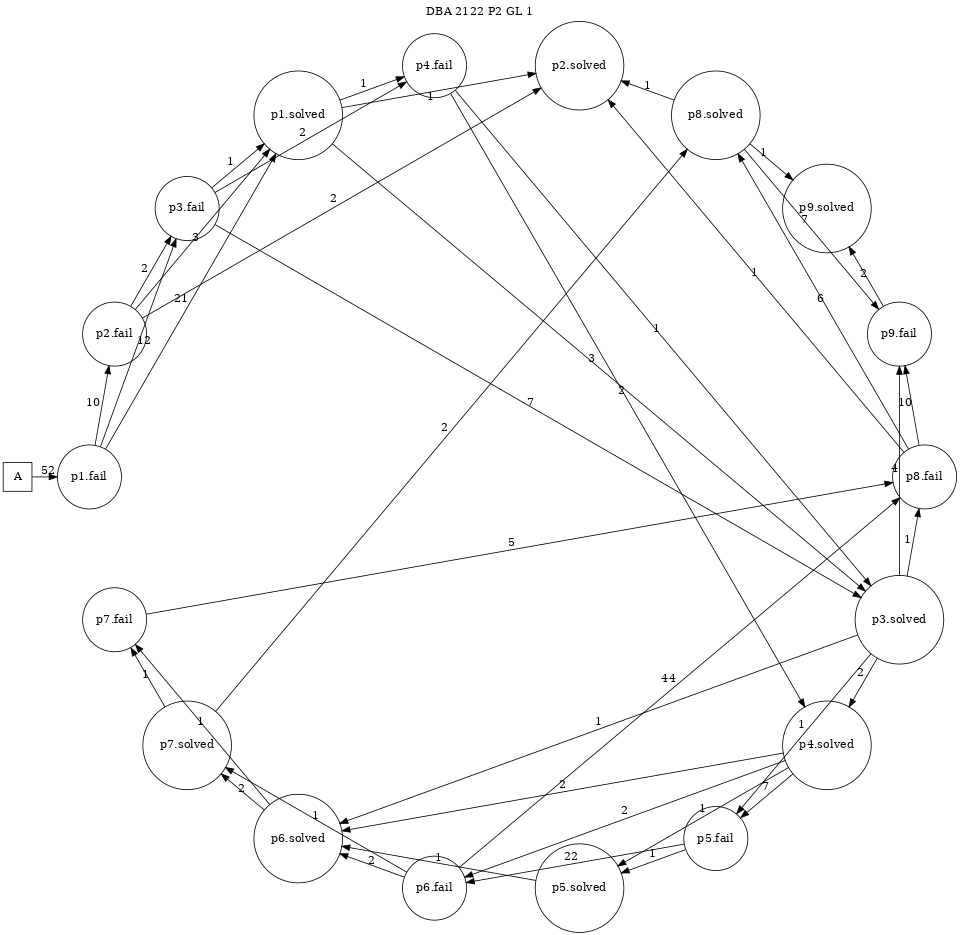 DBA 2122 P2 GL 1
p4.fail
p2.solved
p1.solved
p8.solved
1
1
1
2
1
1
p3.fail
p9.solved
2
7
3
2
1
2
21
6
p2.fail
p9.fail
12
1
3
2
10
7
10
2
A
52
p1.fail
4
p8.fail
5
1
p7.fail
p3.solved
1
44
2
1
1
1
p7.solved
p4.solved
2
2
7
1
2
1
p6.solved
p5.fail
2
1
22
1
p6.fail
p5.solved